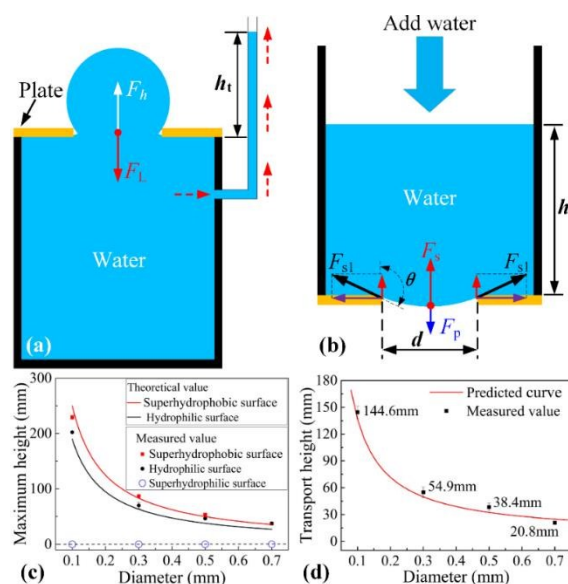 Plate
F_h
F_L
h_t
Water
(a)
Add water
Water
h
F_s1
F_s
θ
F_s1
F_p
d
(b)
Maximum height (mm)
300
200
100
0
Theoretical value
Superhydrophobic surface
Hydrophilic surface
Measured value
Superhydrophobic surface
Hydrophilic surface
Superhydrophilic surface
0.1 0.2 0.3 0.4 0.5 0.6 0.7
(c)
Diameter (mm)
Transport height (mm)
180
150
120
90
60
30
0
Predicted curve
Measured value
144.6mm
54.9mm
38.4mm
20.8mm
0.1 0.2 0.3 0.4 0.5 0.6 0.7
Diameter (mm)
(d)